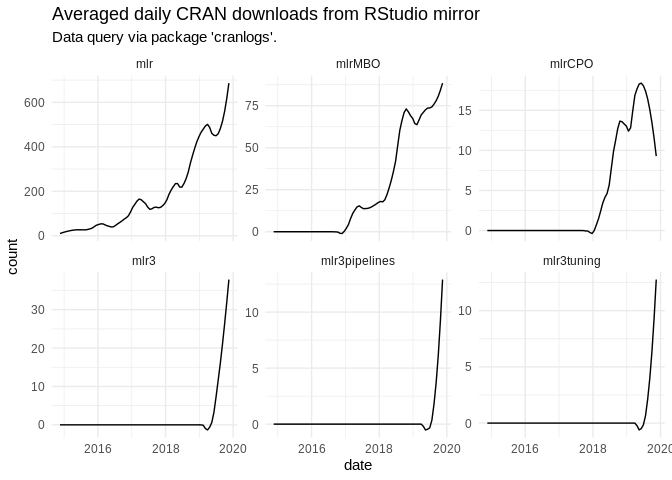 Averaged daily CRAN downloads from RStudio mirror
Data query via package 'cranlogs'.
mlr
mlrMBO
mlrCPO
600
400
200
0
75
50
25
0
15
10
5
0
count
mlr3
mlr3pipelines
mlr3tuning
30
20
10
0
10
5
0
10
5
0
2016 2018 2020
2016 2018 2020
2016 2018 2020
date